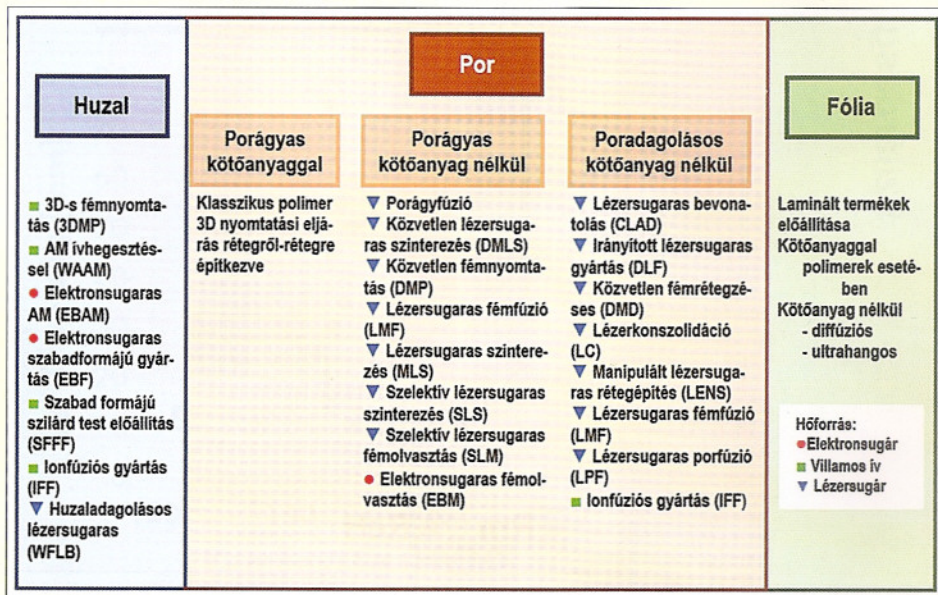 Huzal
■ 3D-s fémnyomta-
tás (3DMP)
■ AM ívhegesztés-
sel (WAAM)
● Elektronsugaras
AM (EBAM)
● Elektronsugaras
szabadformájú gyár-
tás (EBF)
■ Szabad formájú
szilárd test előállítás
(SFFF)
■ Ionfúziós gyártás
(IFF)
▼ Huzaladagolásos
lézersugaras
(WFLB)
Por
Porágyas
kötőanyaggal
Klasszikus polimer
3D nyomtatási eljá-
rás rétegről-rétegre
építkezve
Porágyas
kötőanyag nélkül
▼ Porágyfúzió
▼ Közvetlen lézersu-
garas szinterezés (DMLS)
▼ Közvetlen fémnyomta-
tás (DMP)
▼ Lézersugaras fémfúzió
(LMF)
▼ Lézersugaras szintere-
zés (MLS)
▼ Szelektív lézersugaras
szinterezés (SLS)
▼ Szelektív lézersugaras
fémolvasztás (SLM)
● Elektronsugaras fémol-
vasztás (EBM)
Poradagolásos
kötőanyag nélkül
▼ Lézersugaras bevona-
tolás (CLAD)
▼ Irányított lézersugaras
gyártás (DLF)
▼ Közvetlen fémrétegzé-
ses (DMD)
▼ Lézerkonszolidáció
(LC)
▼ Manipulált lézersuga-
ras rétegépítés (LENS)
▼ Lézersugaras fémfúzió
(LMF)
▼ Lézersugaras porfúzió
(LPF)
■ Ionfúziós gyártás (IFF)
Fólia
Laminált termékek
előállítása
Kötőanyaggal
polimerek eseté-
ben
Kötőanyag nélkül
- diffúziós
- ultrahangos
Hőforrás:
●Elektronsugár
■ Villamos ív
▼ Lézersugár